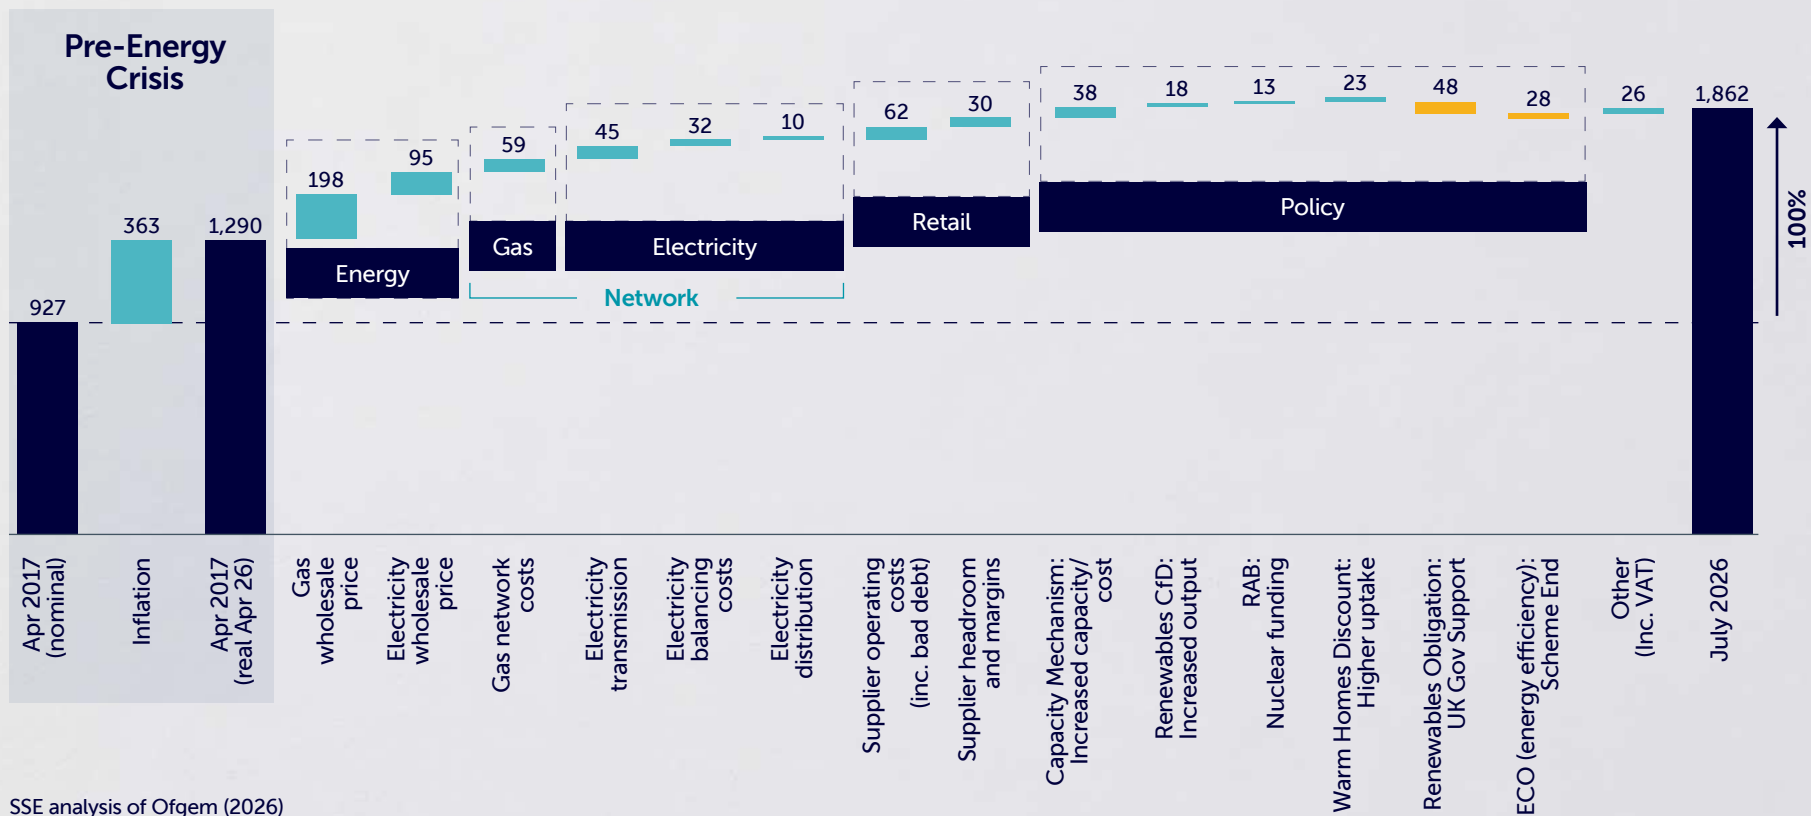 Pre-Energy
Crisis
927
363
1,290
198
95
59
45
32
10
62
30
38
18
13
23
48
28
26
1,862
Energy
Gas
Electricity
Network
Retail
Policy
100%
Apr 2017
(nominal)
Inflation
Apr 2017
(real Apr 26)
Gas
wholesale
price
Electricity
wholesale
price
Gas network
costs
Electricity
transmission
Electricity
balancing
costs
Electricity
distribution
Supplier operating
costs
(inc. bad debt)
Supplier headroom
and margins
Capacity Mechanism:
Increased capacity/
cost
Renewables CfD:
Increased output
RAB:
Nuclear funding
Warm Homes Discount:
Higher uptake
Renewables Obligation:
UK Gov Support
ECO (energy efficiency):
Scheme End
Other
(Inc. VAT)
July 2026
SSE analysis of Ofgem (2026)